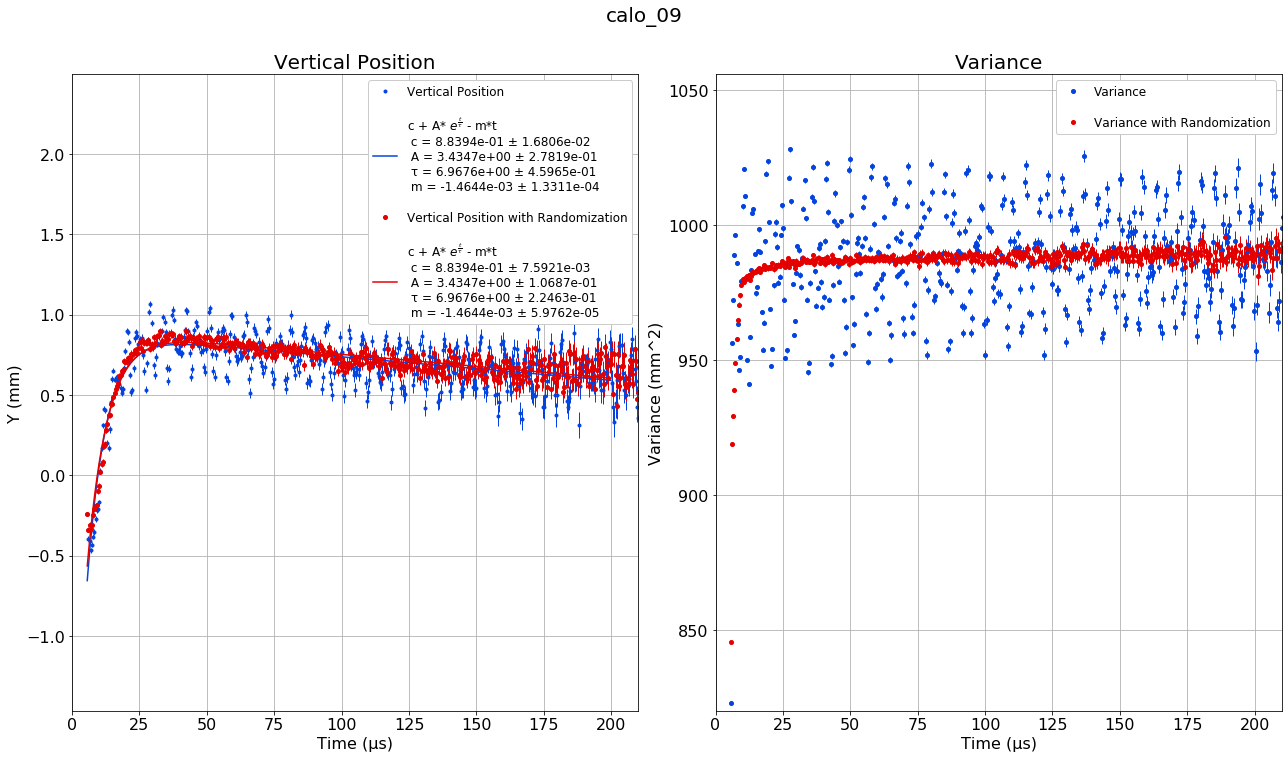 calo_09
Vertical Position
Vertical Position
c + A* e^{t/τ} - m*t
c = 8.8394e-01 ± 1.6806e-02
A = 3.4347e+00 ± 2.7819e-01
τ = 6.9676e+00 ± 4.5965e-01
m = -1.4644e-03 ± 1.3311e-04
Vertical Position with Randomization
c + A* e^{t/τ} - m*t
c = 8.8394e-01 ± 7.5921e-03
A = 3.4347e+00 ± 1.0687e-01
τ = 6.9676e+00 ± 2.2463e-01
m = -1.4644e-03 ± 5.9762e-05
2.0
1.5
1.0
0.5
0.0
−0.5
−1.0
Y (mm)
0 25 50 75 100 125 150 175 200
Time (μs)
Variance
Variance
Variance with Randomization
1050
1000
950
900
850
Variance (mm^2)
0 25 50 75 100 125 150 175 200
Time (μs)